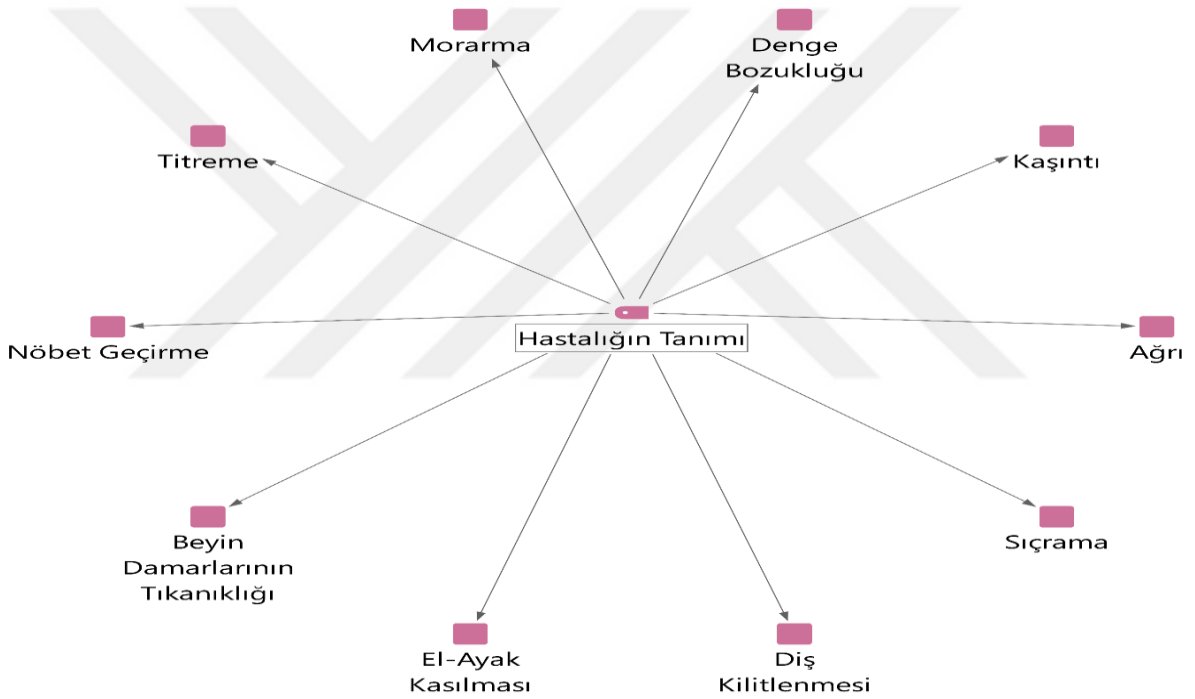 Morarma
Denge
Bozukluğu
Titreme
Kaşıntı
Hastalığın Tanımı
Nöbet Geçirme
Ağrı
Beyin
Damarlarının
Tıkanıklığı
Sıçrama
El-Ayak
Kasılması
Diş
Kilitlenmesi